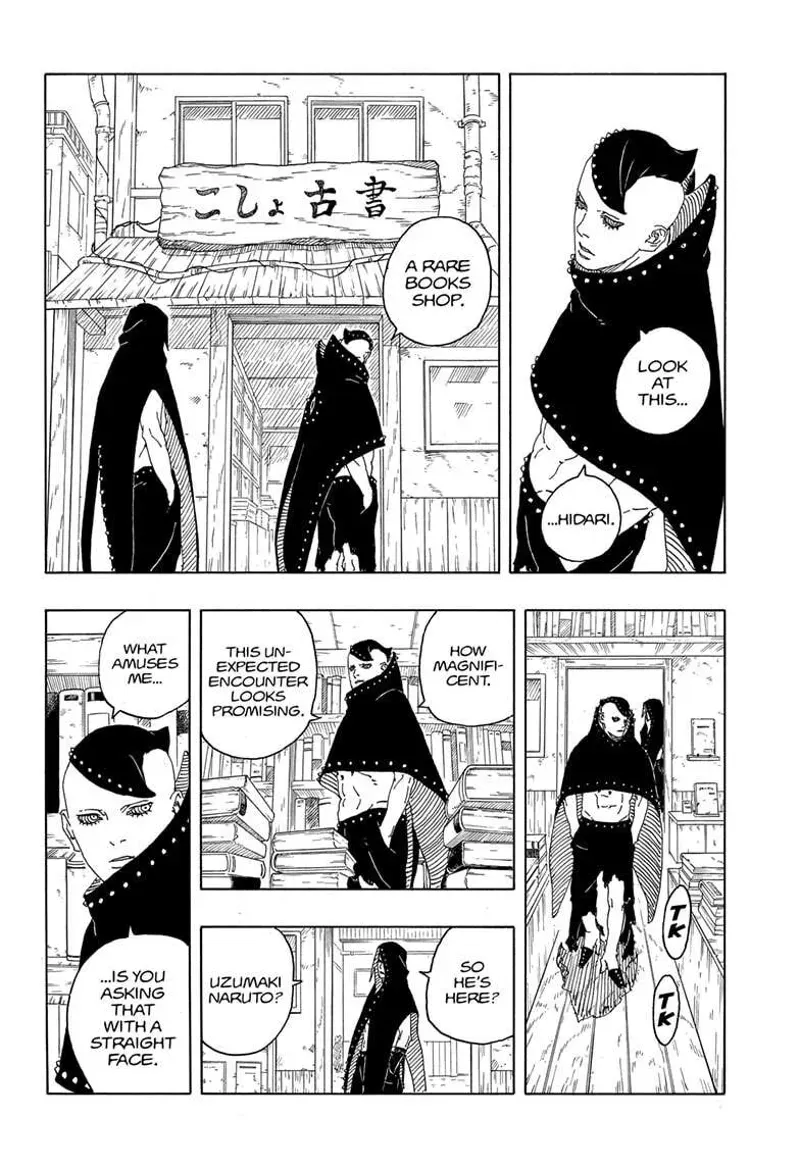 LOOK
AT
THIS...
...HIDARI.
こしょ 古書
A RARE
BOOKS
SHOP.
TK
TK
HOW
MAGNIFI-
CENT.
THIS UN-
EXPECTED
ENCOUNTER
LOOKS
PROMISING.
SO
HE'S
HERE?
UZUMAKI
NARUTO?
WHAT
AMUSES
ME...
...IS YOU
ASKING
THAT
WITH A
STRAIGHT
FACE.